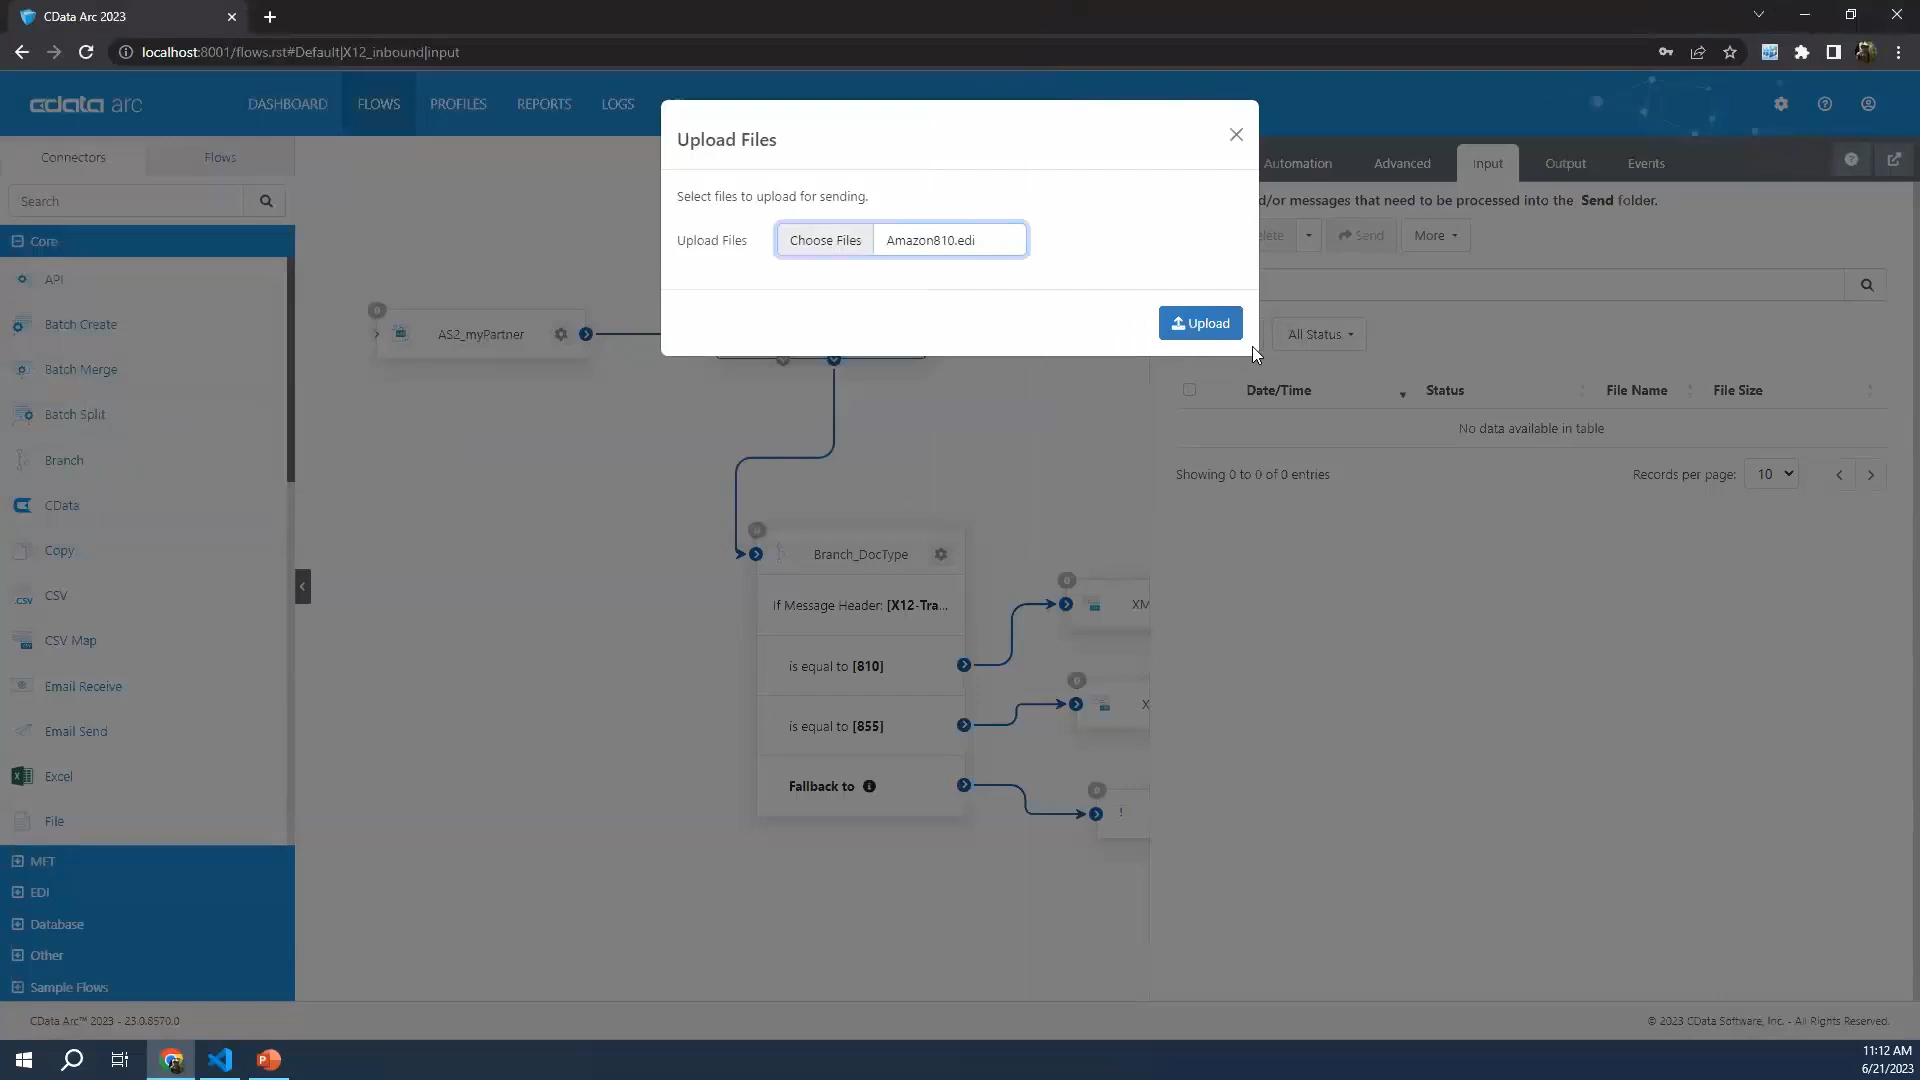 CData Arc 2023
localhost:8001/flows.rst#Default|X12_inbound|input
cdata arc
DASHBOARD
FLOWS
PROFILES
REPORTS
LOGS
Upload Files
Select files to upload for sending.
Upload Files
Choose Files
Amazon810.edi
Upload
Connectors
Flows
Search
Core
API
Batch Create
Batch Merge
Batch Split
Branch
CData
Copy
CSV
CSV Map
Email Receive
Email Send
Excel
File
MFT
EDI
Database
Other
Sample Flows
AS2_myPartner
0
0
Branch_DocType
If Message Header: [X12-Tra...
is equal to [810]
is equal to [855]
Fallback to
0
XM
0
X
0
Automation
Advanced
Input
Output
Events
d/or messages that need to be processed into the Send folder.
lete
Send
More
All Status
Date/Time
Status
File Name
File Size
No data available in table
Showing 0 to 0 of 0 entries
Records per page:
10
CData Arc™ 2023 - 23.0.8570.0
© 2023 CData Software, Inc. - All Rights Reserved.
11:12 AM
6/21/2023